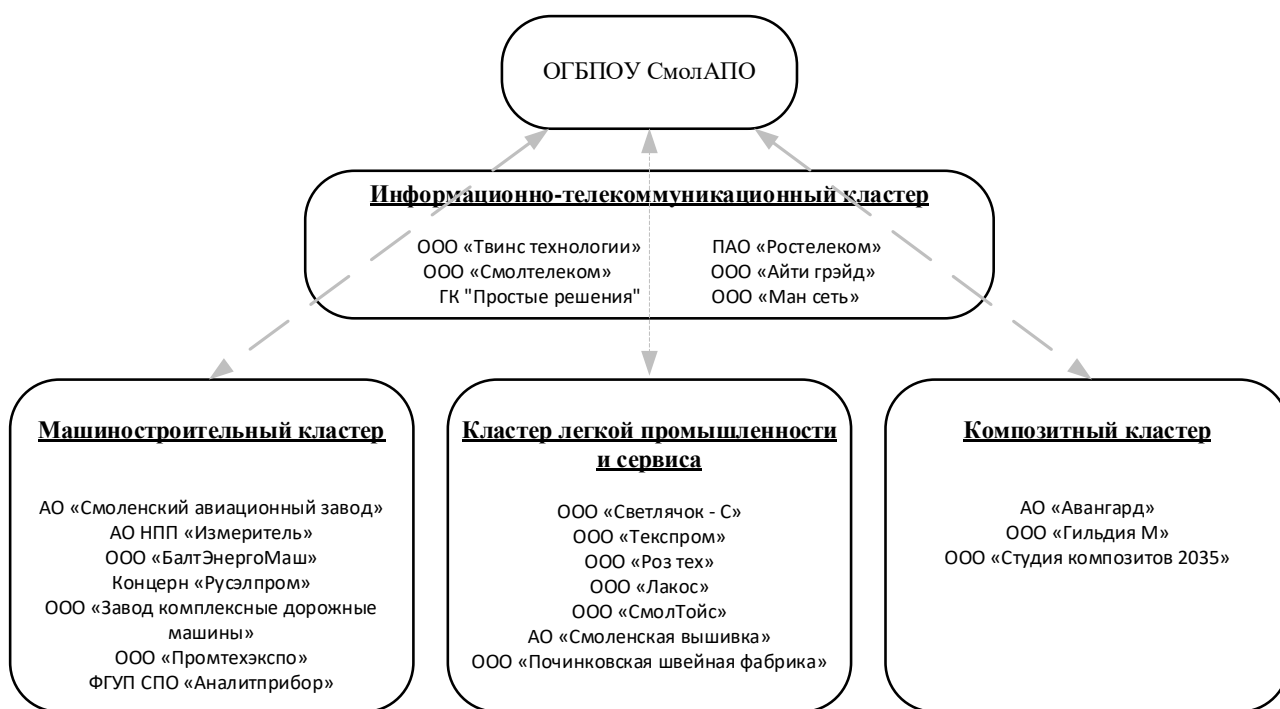 ОГБПОУ СмолАПО
Информационно-телекоммуникационный кластер
ООО «Твинс технологии»
ООО «Смолтелеком»
ГК "Простые решения"
ПАО «Ростелеком»
ООО «Айти грэйд»
ООО «Ман сеть»
Машиностроительный кластер
АО «Смоленский авиационный завод»
АО НПП «Измеритель»
ООО «БалтЭнергоМаш»
Концерн «Русэлпром»
ООО «Завод комплексные дорожные
машины»
ООО «Промтехэкспо»
ФГУП СПО «Аналитприбор»
Кластер легкой промышленности
и сервиса
ООО «Светлячок - С»
ООО «Текспром»
ООО «Роз тех»
ООО «Лакос»
ООО «СмолТойс»
АО «Смоленская вышивка»
ООО «Починковская швейная фабрика»
Композитный кластер
АО «Авангард»
ООО «Гильдия М»
ООО «Студия композитов 2035»